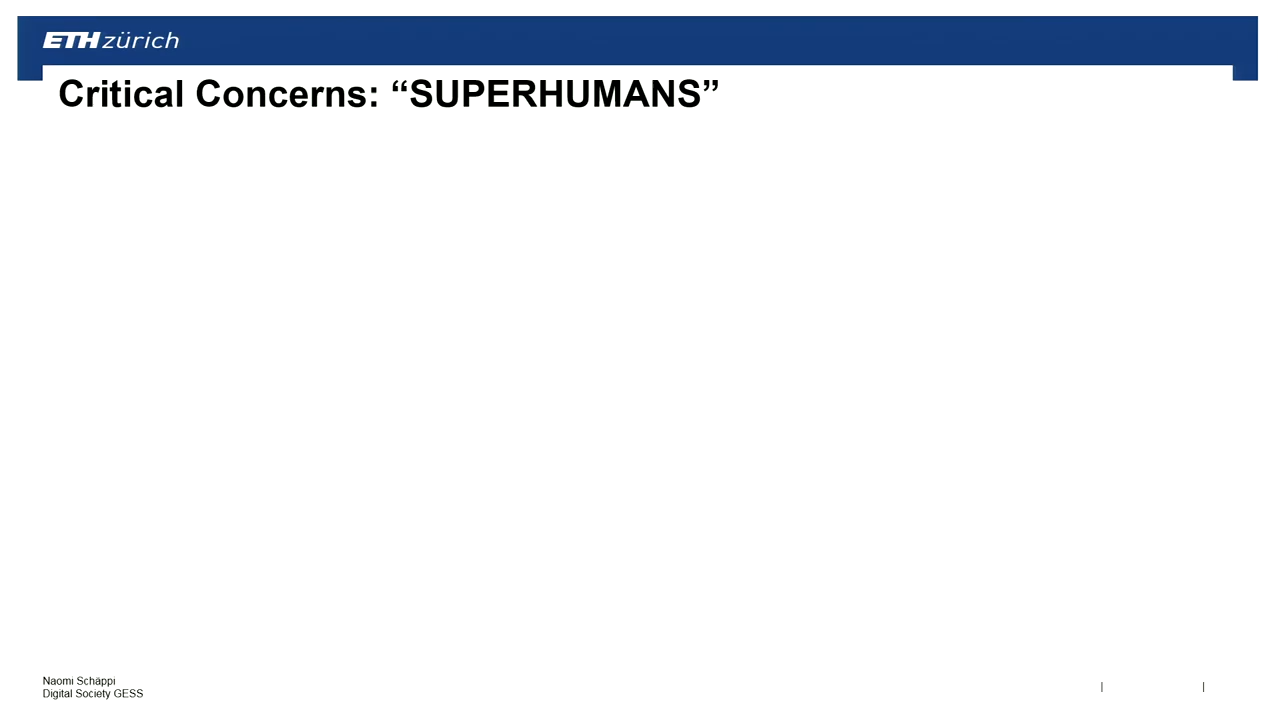 ETH zürich
Critical Concerns: “SUPERHUMANS”
Naomi Schäppi
Digital Society GESS
| |